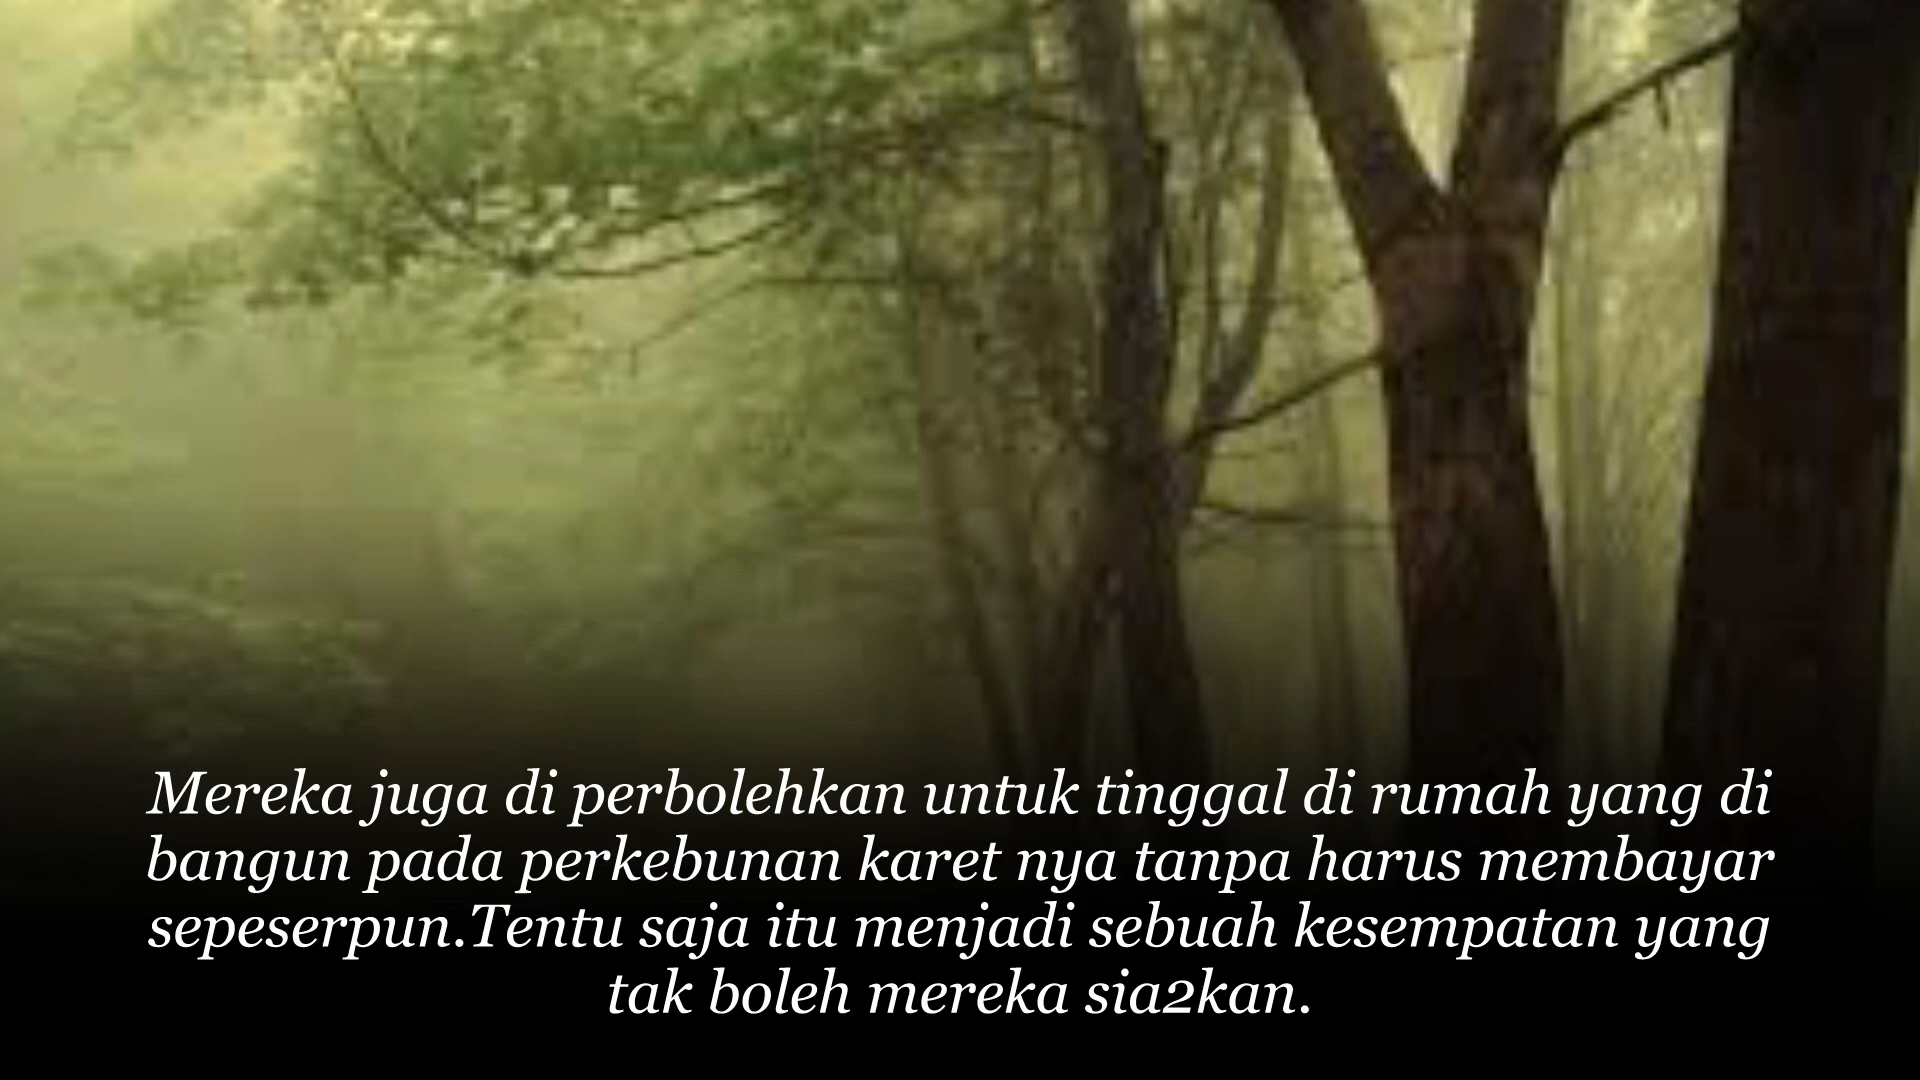 Mereka juga di perbolehkan untuk tinggal di rumah yang di
bangun pada perkebunan karet nya tanpa harus membayar
sepeserpun.Tentu saja itu menjadi sebuah kesempatan yang
tak boleh mereka sia2kan.